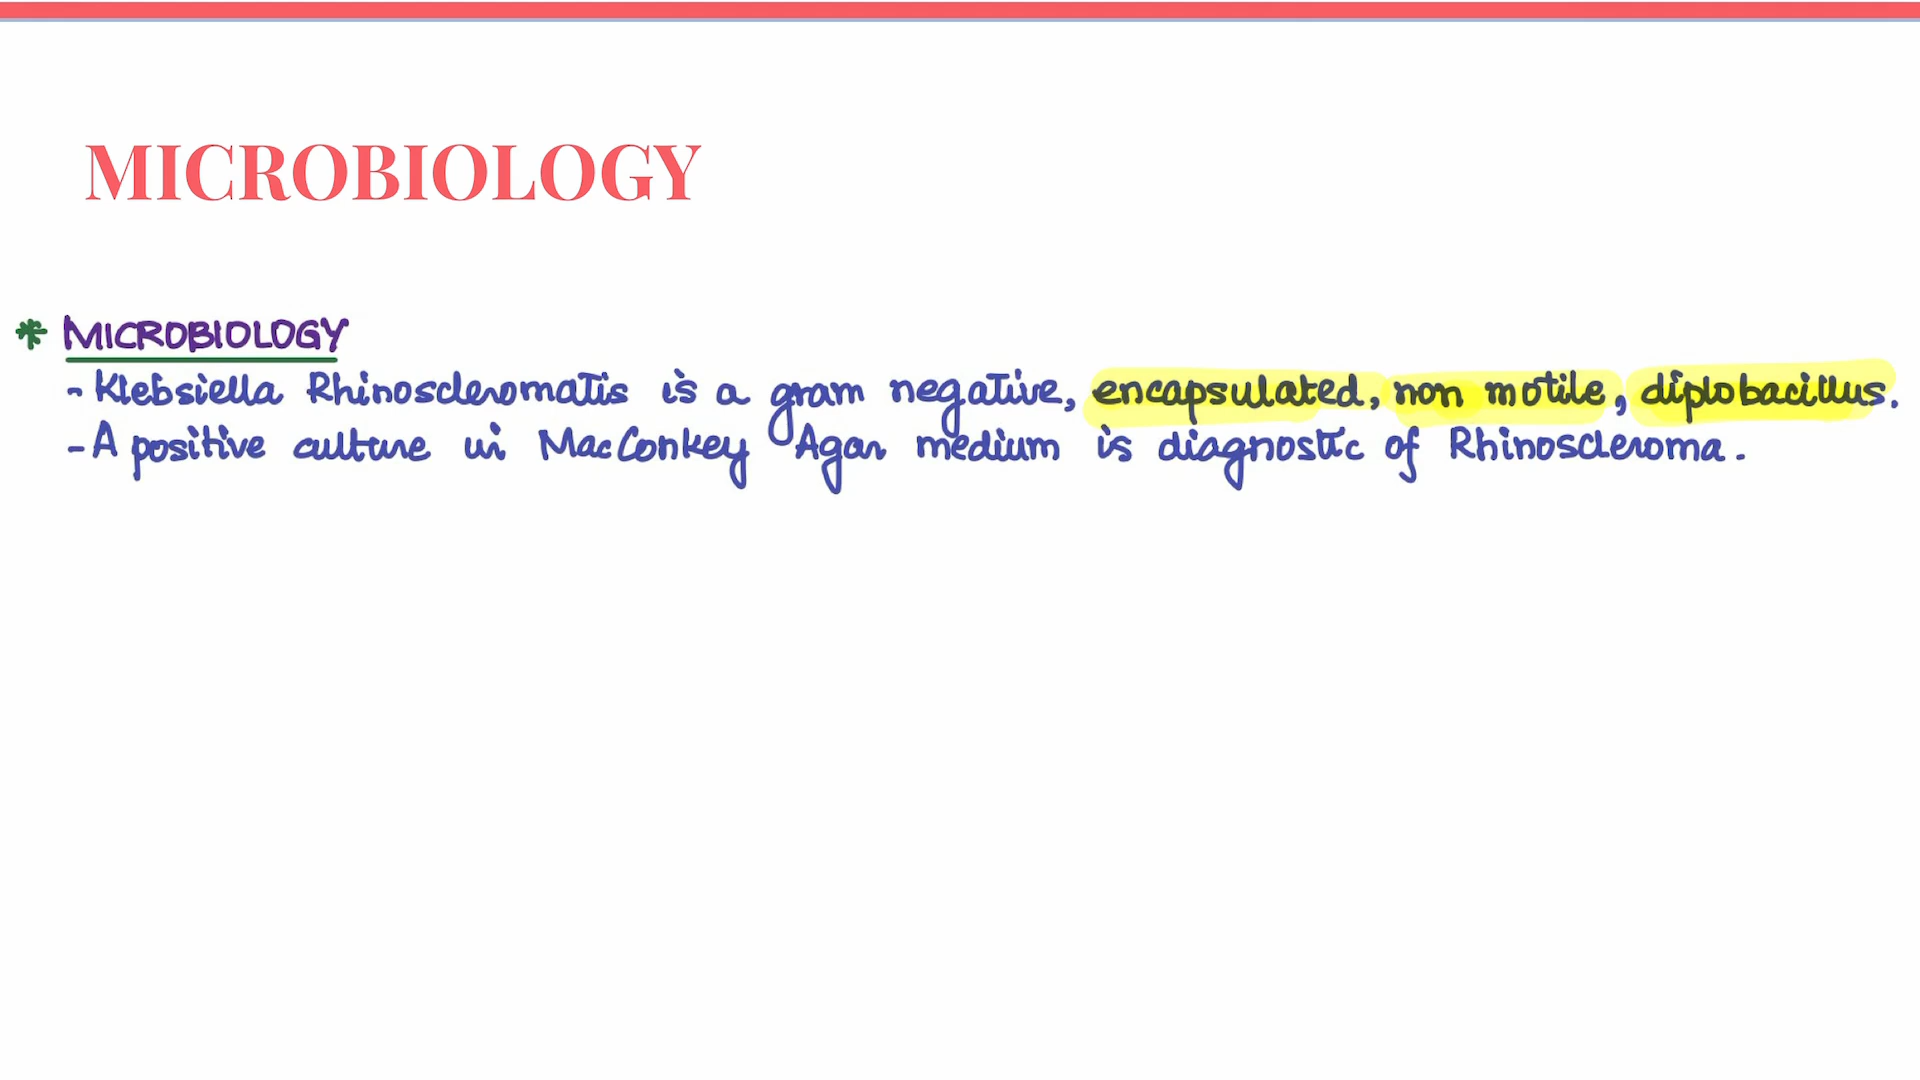 MICROBIOLOGY
* MICROBIOLOGY
- Klebsiella Rhinoscleromatis is a gram negative, encapsulated, non motile, diplobacillus.
- A positive culture in MacConkey Agar medium is diagnostic of Rhinoscleroma.